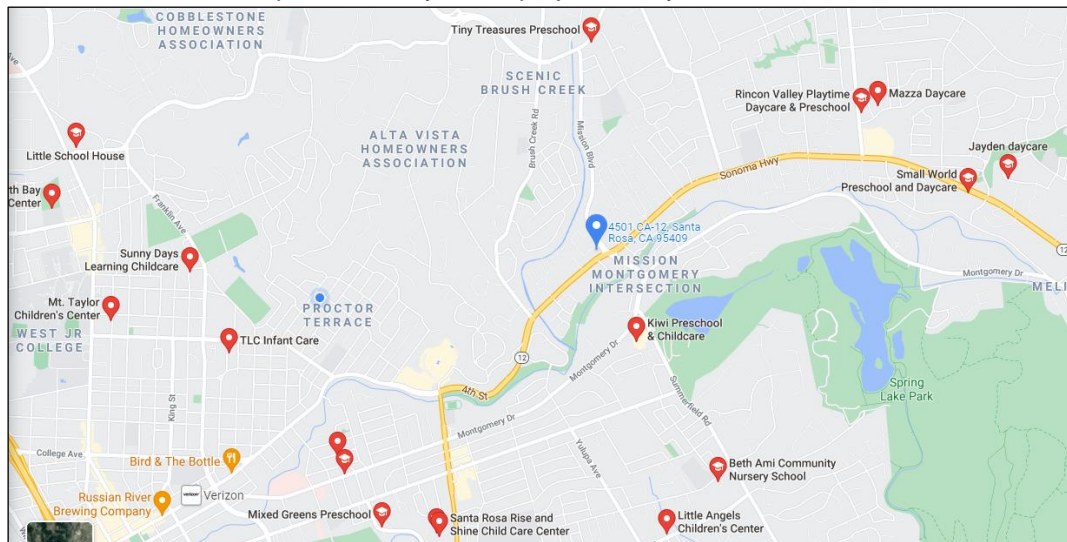 COBBLESTONE
HOMEOWNERS
ASSOCIATION
Tiny Treasures Preschool
SCENIC
BRUSH CREEK
Rincon Valley Playtime
Daycare & Preschool
Mazza Daycare
Brush Creek Rd
Mission Blvd
ALTA VISTA
HOMEOWNERS
ASSOCIATION
Little School House
Jayden daycare
Sonoma Hwy
Small World
Preschool and Daycare
Center
Franklin Ave
4501 CA-12, Santa
Rosa, CA 95409
Sunny Days
Learning Childcare
MISSION
MONTGOMERY
INTERSECTION
Montgomery Dr
12
MELI
Mt. Taylor
Children's Center
PROCTOR
TERRACE
WEST JR
COLLEGE
Kiwi Preschool
& Childcare
TLC Infant Care
12
Montgomery Dr
4th St
Spring
Lake Park
King St
Summerfield Rd
Montgomery Dr
College Ave
Yulupa Ave
Bird & The Bottle
Beth Ami Community
Nursery School
verizon
Verizon
Russian River
Brewing Company
Mixed Greens Preschool
Santa Rosa Rise and
Shine Child Care Center
Little Angels
Children's Center